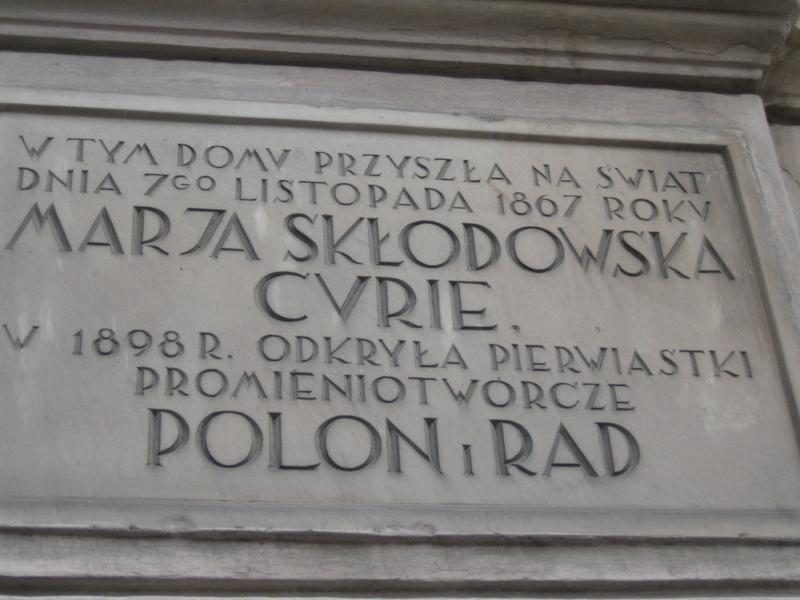 W TYM DOMV PRZYSZŁA NA ŚWIAT
DNIA 7GO LISTOPADA 1867 ROKV
MARJA SKŁODOWSKA
CVRIE.
W 1898 R. ODKRYŁA PIERWIASTKI
PROMIENIOTWÓRCZE
POLON I RAD